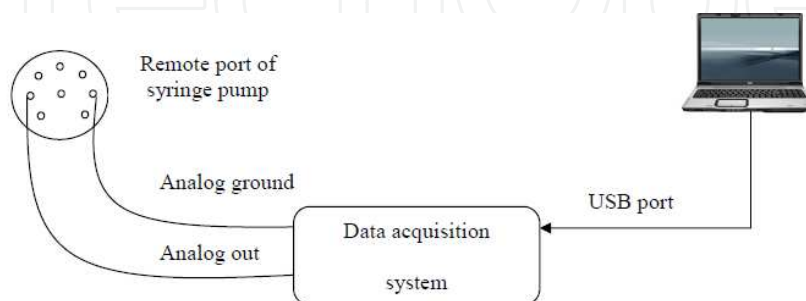 Remote port of
syringe pump
Analog ground
USB port
Data acquisition
Analog out
system